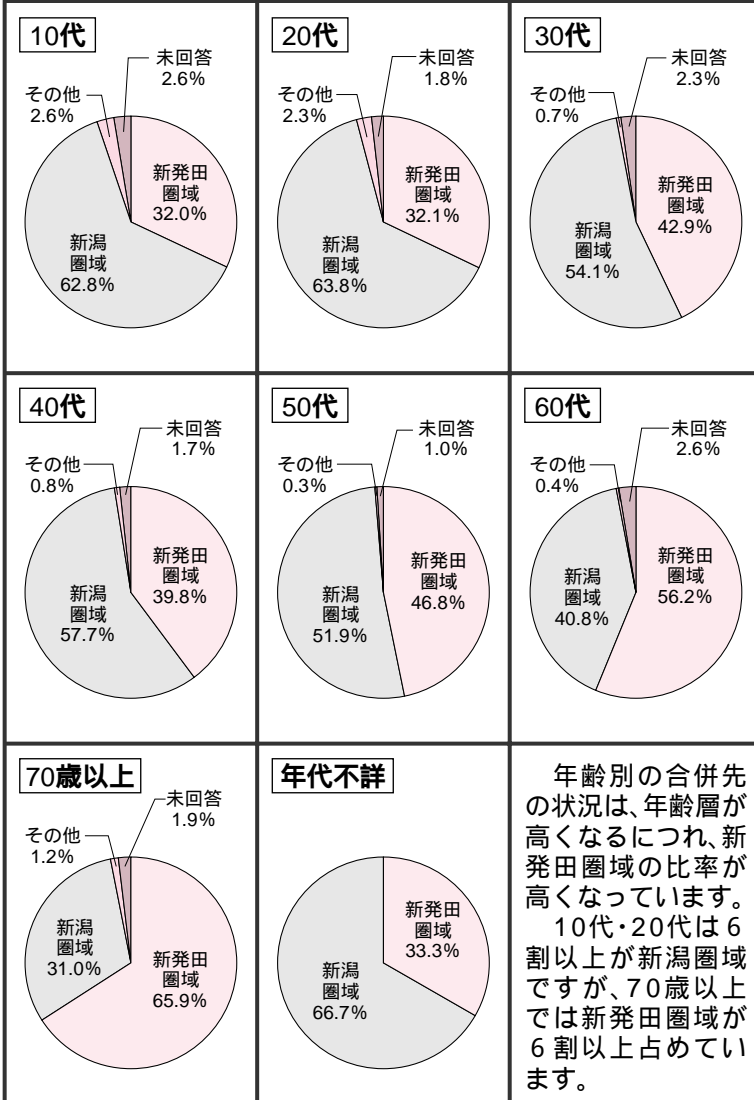 10代
未回答
2.6%
その他
2.6%
新発田
圏域
32.0%
新潟
圏域
62.8%
20代
未回答
1.8%
その他
2.3%
新発田
圏域
32.1%
新潟
圏域
63.8%
30代
未回答
2.3%
その他
0.7%
新発田
圏域
42.9%
新潟
圏域
54.1%
40代
未回答
1.7%
その他
0.8%
新発田
圏域
39.8%
新潟
圏域
57.7%
50代
未回答
1.0%
その他
0.3%
新発田
圏域
46.8%
新潟
圏域
51.9%
60代
未回答
2.6%
その他
0.4%
新発田
圏域
56.2%
新潟
圏域
40.8%
70歳以上
未回答
1.9%
その他
1.2%
新潟
圏域
31.0%
新発田
圏域
65.9%
年代不詳
新発田
圏域
33.3%
新潟
圏域
66.7%
年齢別の合併先
の状況は、年齢層が
高くなるにつれ、新
発田圏域の比率が
高くなっています。
10代・20代は6
割以上が新潟圏域
ですが、70歳以上
では新発田圏域が
6割以上占めてい
ます。